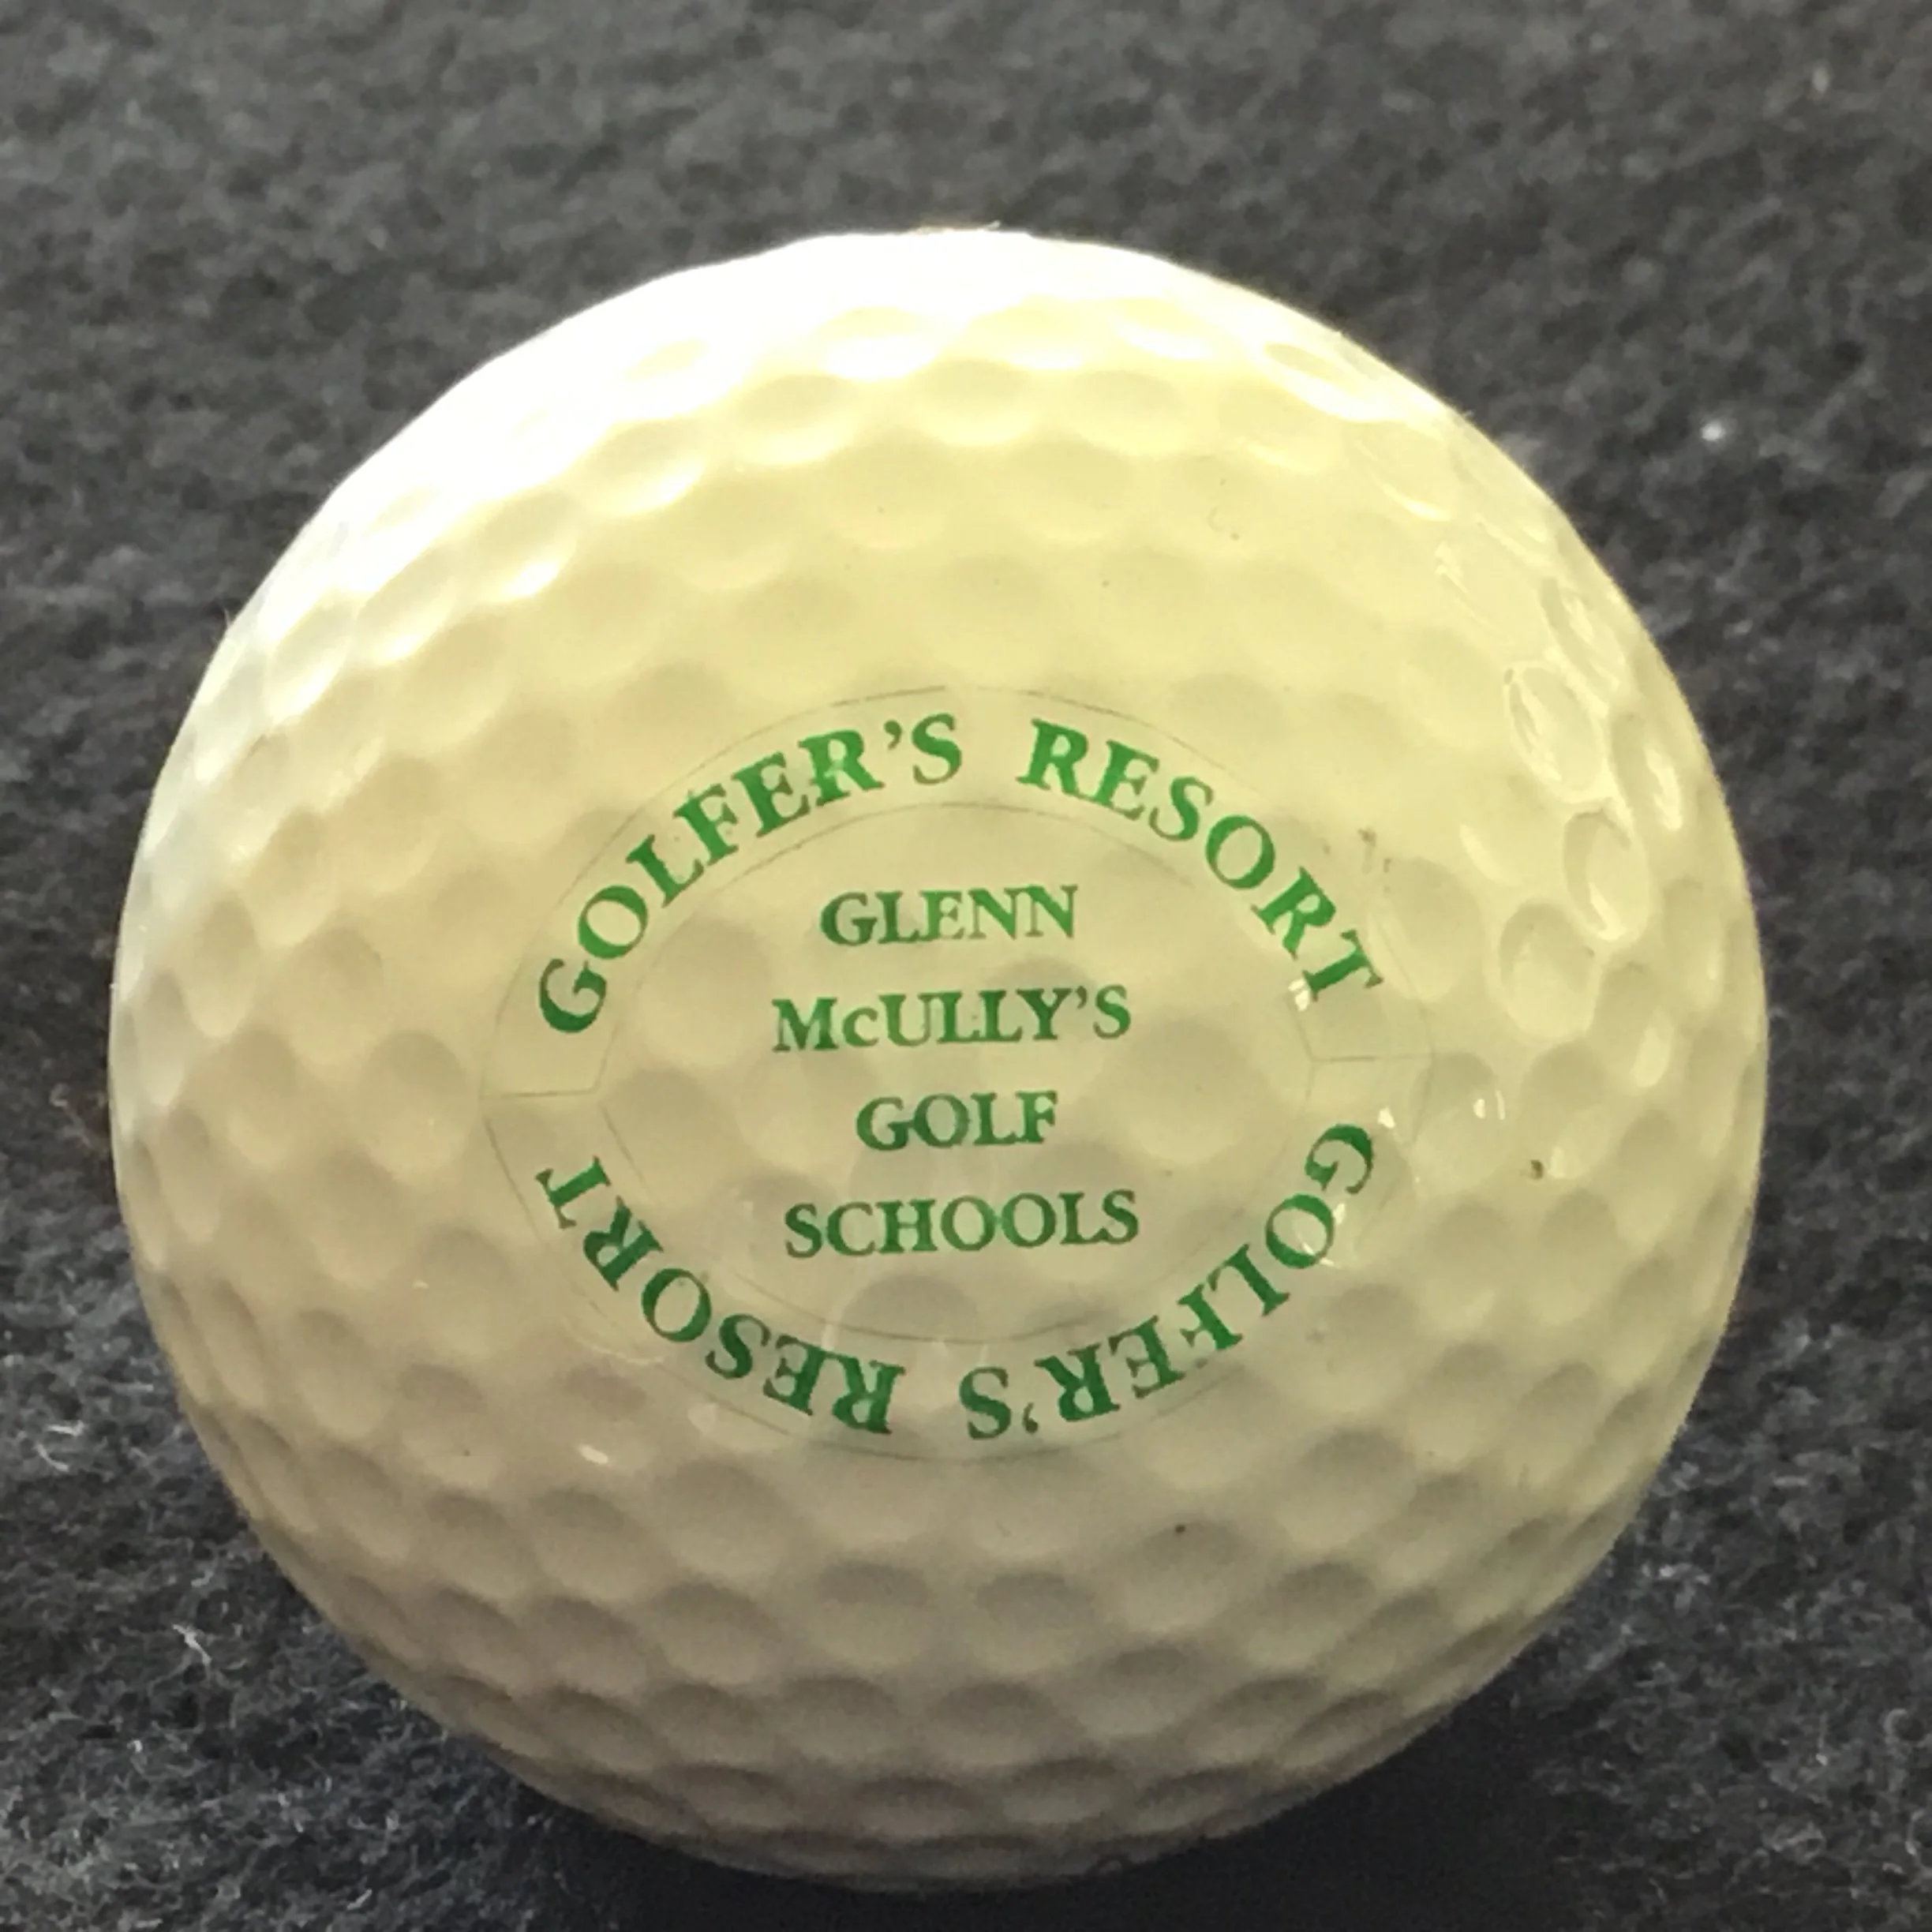 GOLFER'S RESORT
GLENN
McULLY'S
GOLF
SCHOOLS
GOLFER'S RESORT